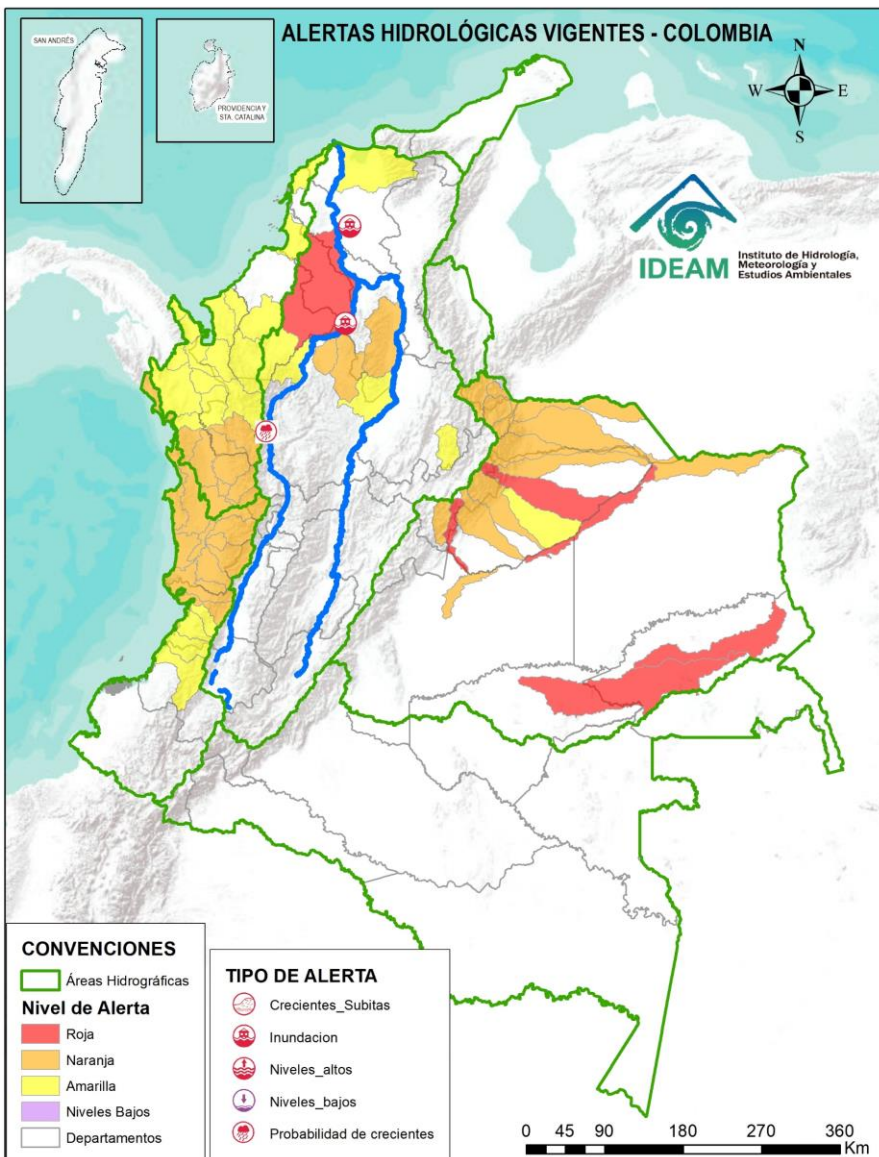 ALERTAS HIDROLÓGICAS VIGENTES - COLOMBIA
SAN ANDRÉS
PROVIDENCIA Y
STA. CATALINA
N
W
E
S
IDEAM
Instituto de Hidrología,
Meteorología y
Estudios Ambientales
CONVENCIONES
Áreas Hidrográficas
Nivel de Alerta
Roja
Naranja
Amarilla
Niveles Bajos
Departamentos
TIPO DE ALERTA
Crecientes_Subitas
Inundacion
Niveles_altos
Niveles_bajos
Probabilidad de crecientes
0 45 90 180 270 360
Km